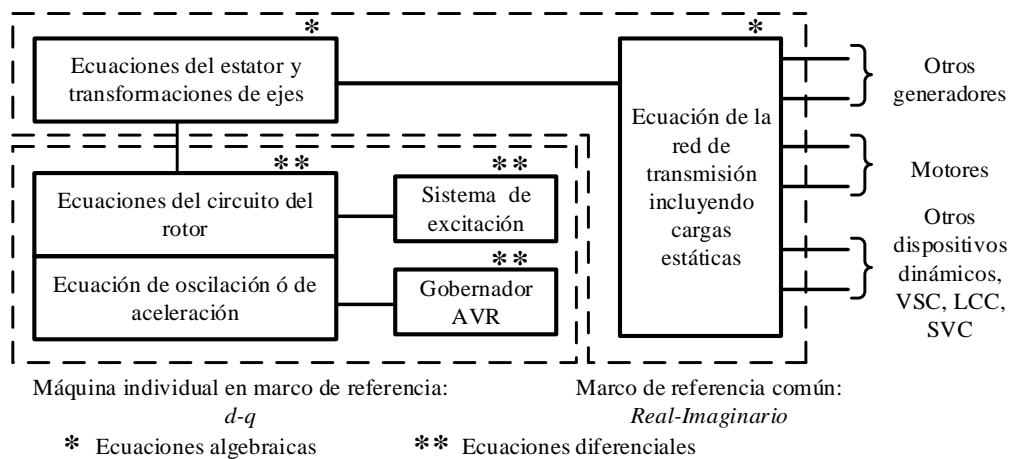 *
Ecuaciones del estator y
transformaciones de ejes
*
Ecuación de la
red de
transmisión
incluyendo
cargas
estáticas
Otros
generadores
Motores
Otros
dispositivos
dinámicos,
VSC, LCC,
SVC
**
Ecuaciones del circuito del
rotor
**
Sistema de
excitación
Ecuación de oscilación ó de
aceleración
**
Gobernador
AVR
Máquina individual en marco de referencia:
d-q
Marco de referencia común:
Real-Imaginario
* Ecuaciones algebraicas
** Ecuaciones diferenciales